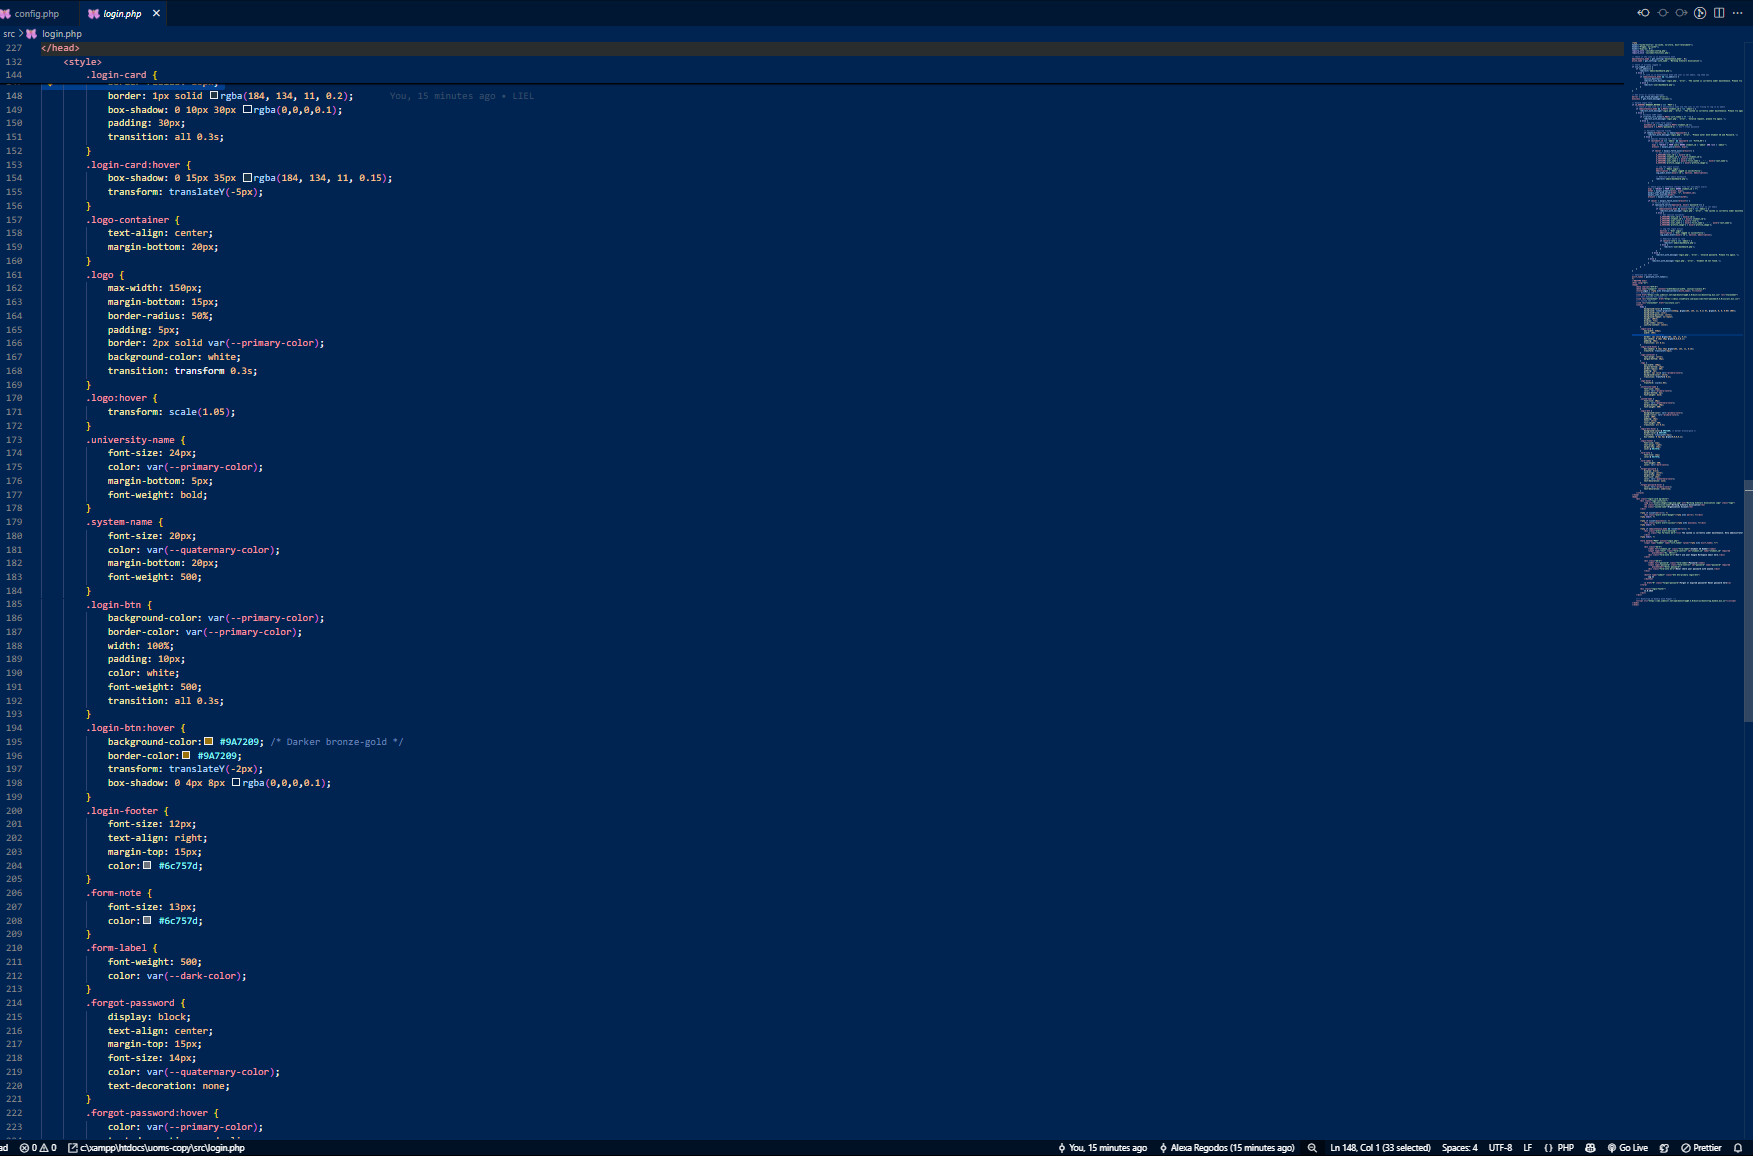 config.php login.php
src > login.php
227 </head>
132 <style>
144 .login-card {
148 border: 1px solid rgba(184, 134, 11, 0.2); You, 15 minutes ago • LIEL
149 box-shadow: 0 10px 30px rgba(0,0,0,0.1);
150 padding: 30px;
151 transition: all 0.3s;
152 }
153 .login-card:hover {
154 box-shadow: 0 15px 35px rgba(184, 134, 11, 0.15);
155 transform: translateY(-5px);
156 }
157 .logo-container {
158 text-align: center;
159 margin-bottom: 20px;
160 }
161 .logo {
162 max-width: 150px;
163 margin-bottom: 15px;
164 border-radius: 50%;
165 padding: 5px;
166 border: 2px solid var(--primary-color);
167 background-color: white;
168 transition: transform 0.3s;
169 }
170 .logo:hover {
171 transform: scale(1.05);
172 }
173 .university-name {
174 font-size: 24px;
175 color: var(--primary-color);
176 margin-bottom: 5px;
177 font-weight: bold;
178 }
179 .system-name {
180 font-size: 20px;
181 color: var(--quaternary-color);
182 margin-bottom: 20px;
183 font-weight: 500;
184 }
185 .login-btn {
186 background-color: var(--primary-color);
187 border-color: var(--primary-color);
188 width: 100%;
189 padding: 10px;
190 color: white;
191 font-weight: 500;
192 transition: all 0.3s;
193 }
194 .login-btn:hover {
195 background-color: #9A7209; /* Darker bronze-gold */
196 border-color: #9A7209;
197 transform: translateY(-2px);
198 box-shadow: 0 4px 8px rgba(0,0,0,0.1);
199 }
200 .login-footer {
201 font-size: 12px;
202 text-align: right;
203 margin-top: 15px;
204 color: #6c757d;
205 }
206 .form-note {
207 font-size: 13px;
208 color: #6c757d;
209 }
210 .form-label {
211 font-weight: 500;
212 color: var(--dark-color);
213 }
214 .forgot-password {
215 display: block;
216 text-align: center;
217 margin-top: 15px;
218 font-size: 14px;
219 color: var(--quaternary-color);
220 text-decoration: none;
221 }
222 .forgot-password:hover {
223 color: var(--primary-color);
0 0 c:\xampp\htdocs\uoms-copy\src\login.php You, 15 minutes ago Alexa Regodos (15 minutes ago) Ln 148, Col 1 (33 selected) Spaces: 4 UTF-8 LF {} PHP Go Live Prettier